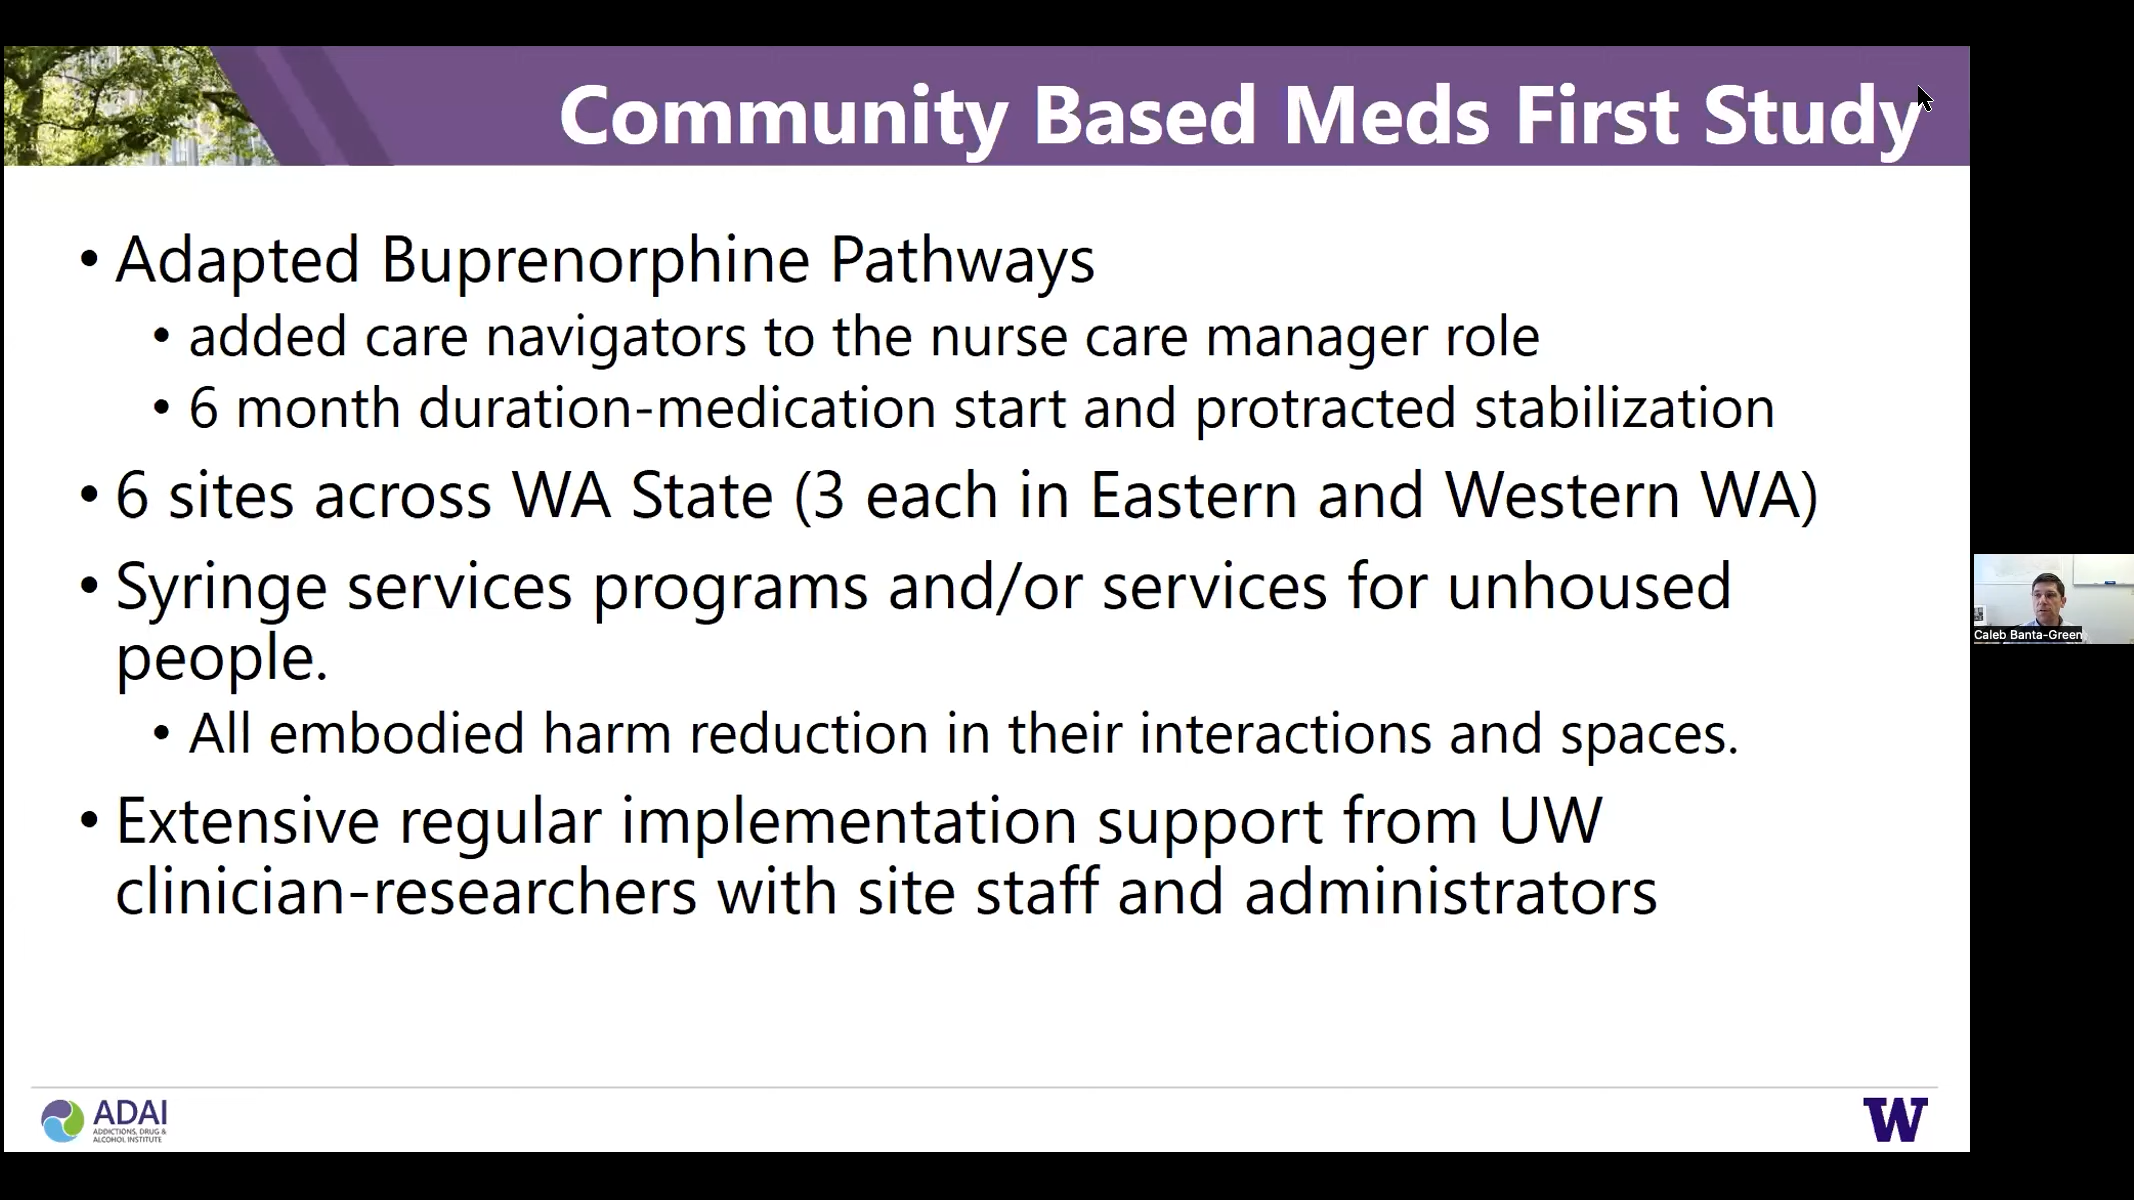 Community Based Meds First Study
• Adapted Buprenorphine Pathways
• added care navigators to the nurse care manager role
• 6 month duration-medication start and protracted stabilization
• 6 sites across WA State (3 each in Eastern and Western WA)
• Syringe services programs and/or services for unhoused
people.
• All embodied harm reduction in their interactions and spaces.
• Extensive regular implementation support from UW
clinician-researchers with site staff and administrators
Caleb Banta-Green
ADAI
ADDICTIONS, DRUG &
ALCOHOL INSTITUTE
W